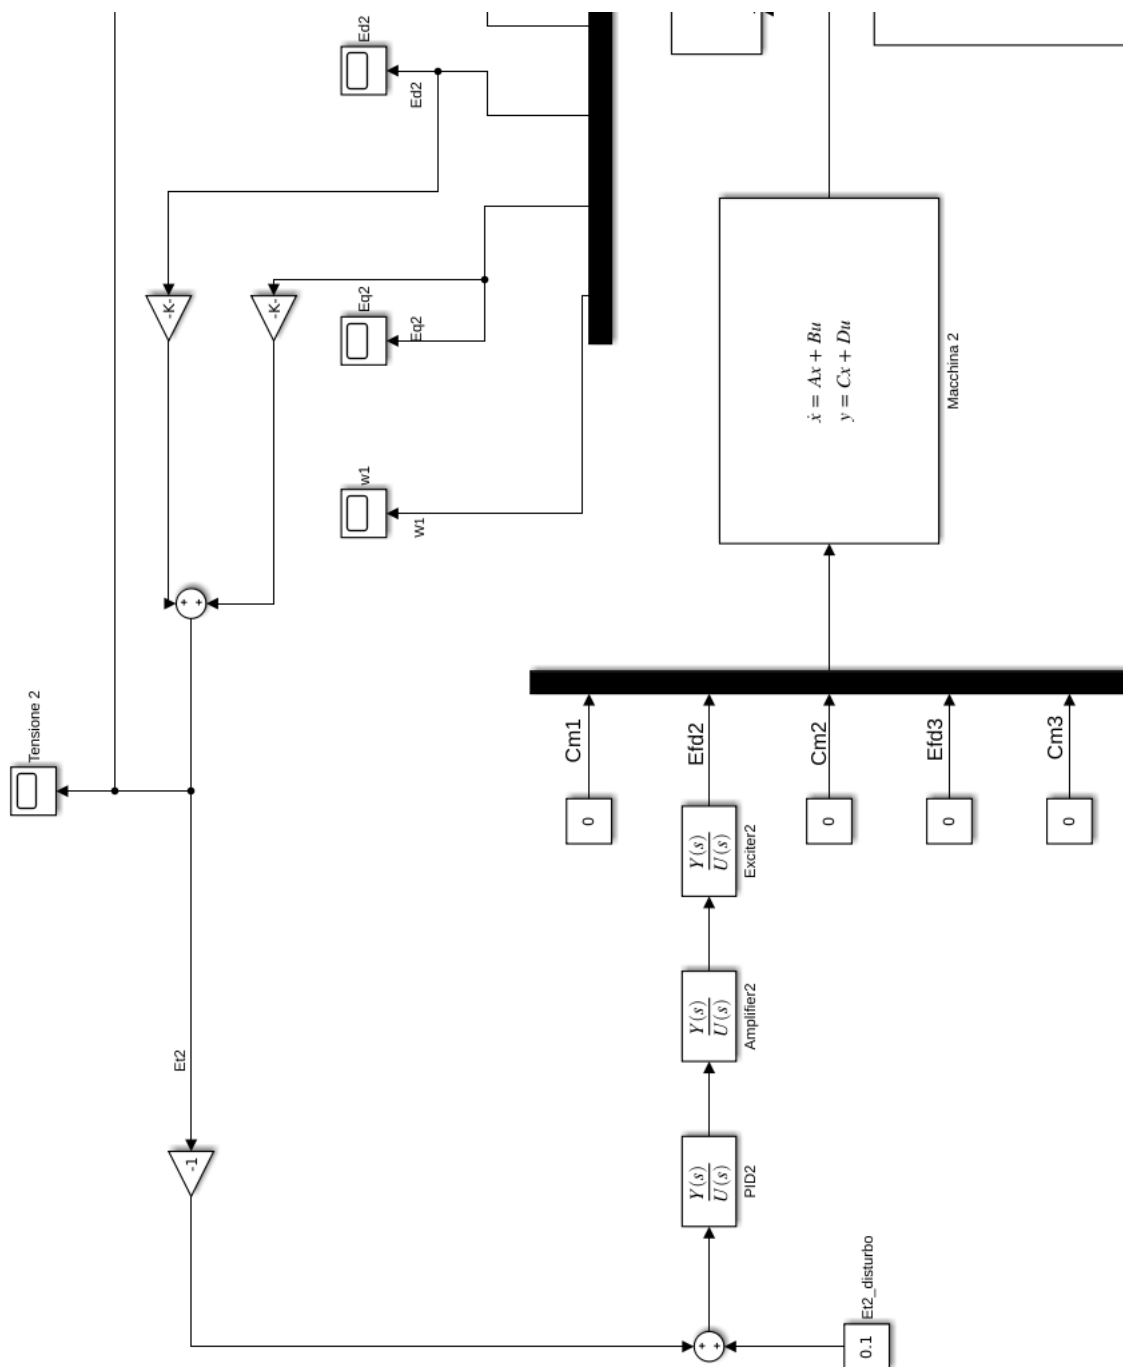 Ed2
Ed2
-K-
-K-
Eq2
Eq2
w1
W1
ẋ = Ax + Bu
y = Cx + Du
Macchina 2
+
+
Tensione 2
Cm1
Efd2
Cm2
Efd3
Cm3
0
0
0
0
Y(s)
U(s)
Exciter2
Y(s)
U(s)
Amplifier2
Et2
-1
Y(s)
U(s)
PID2
+
+
Et2_disturbo
0.1